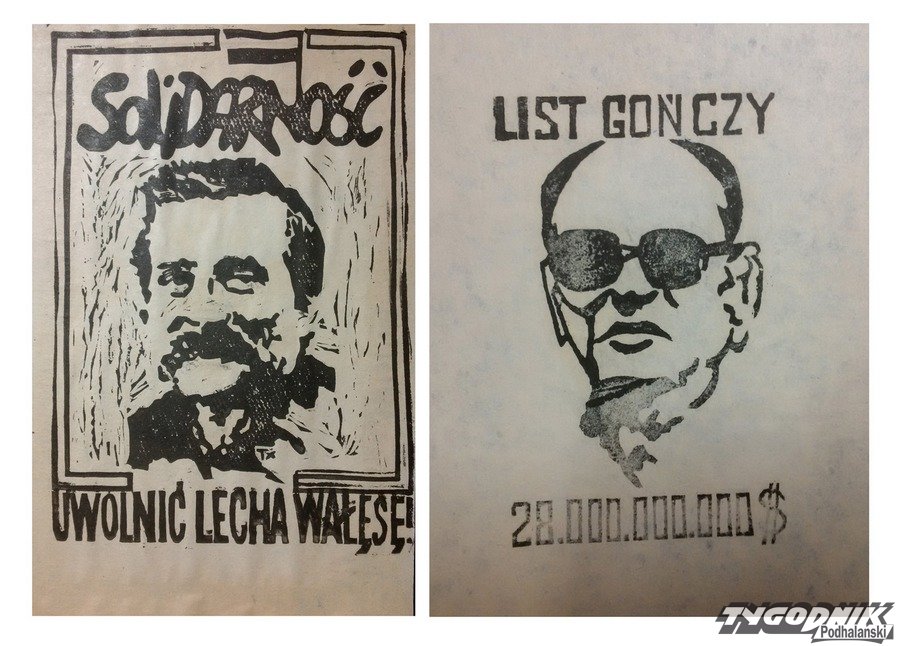 SOLiDARNOŚĆ
UWOLNIĆ LECHA WAŁĘSĘ!
LIST GOŃCZY
28.000.000.000$
TYGODNIK
Podhalański